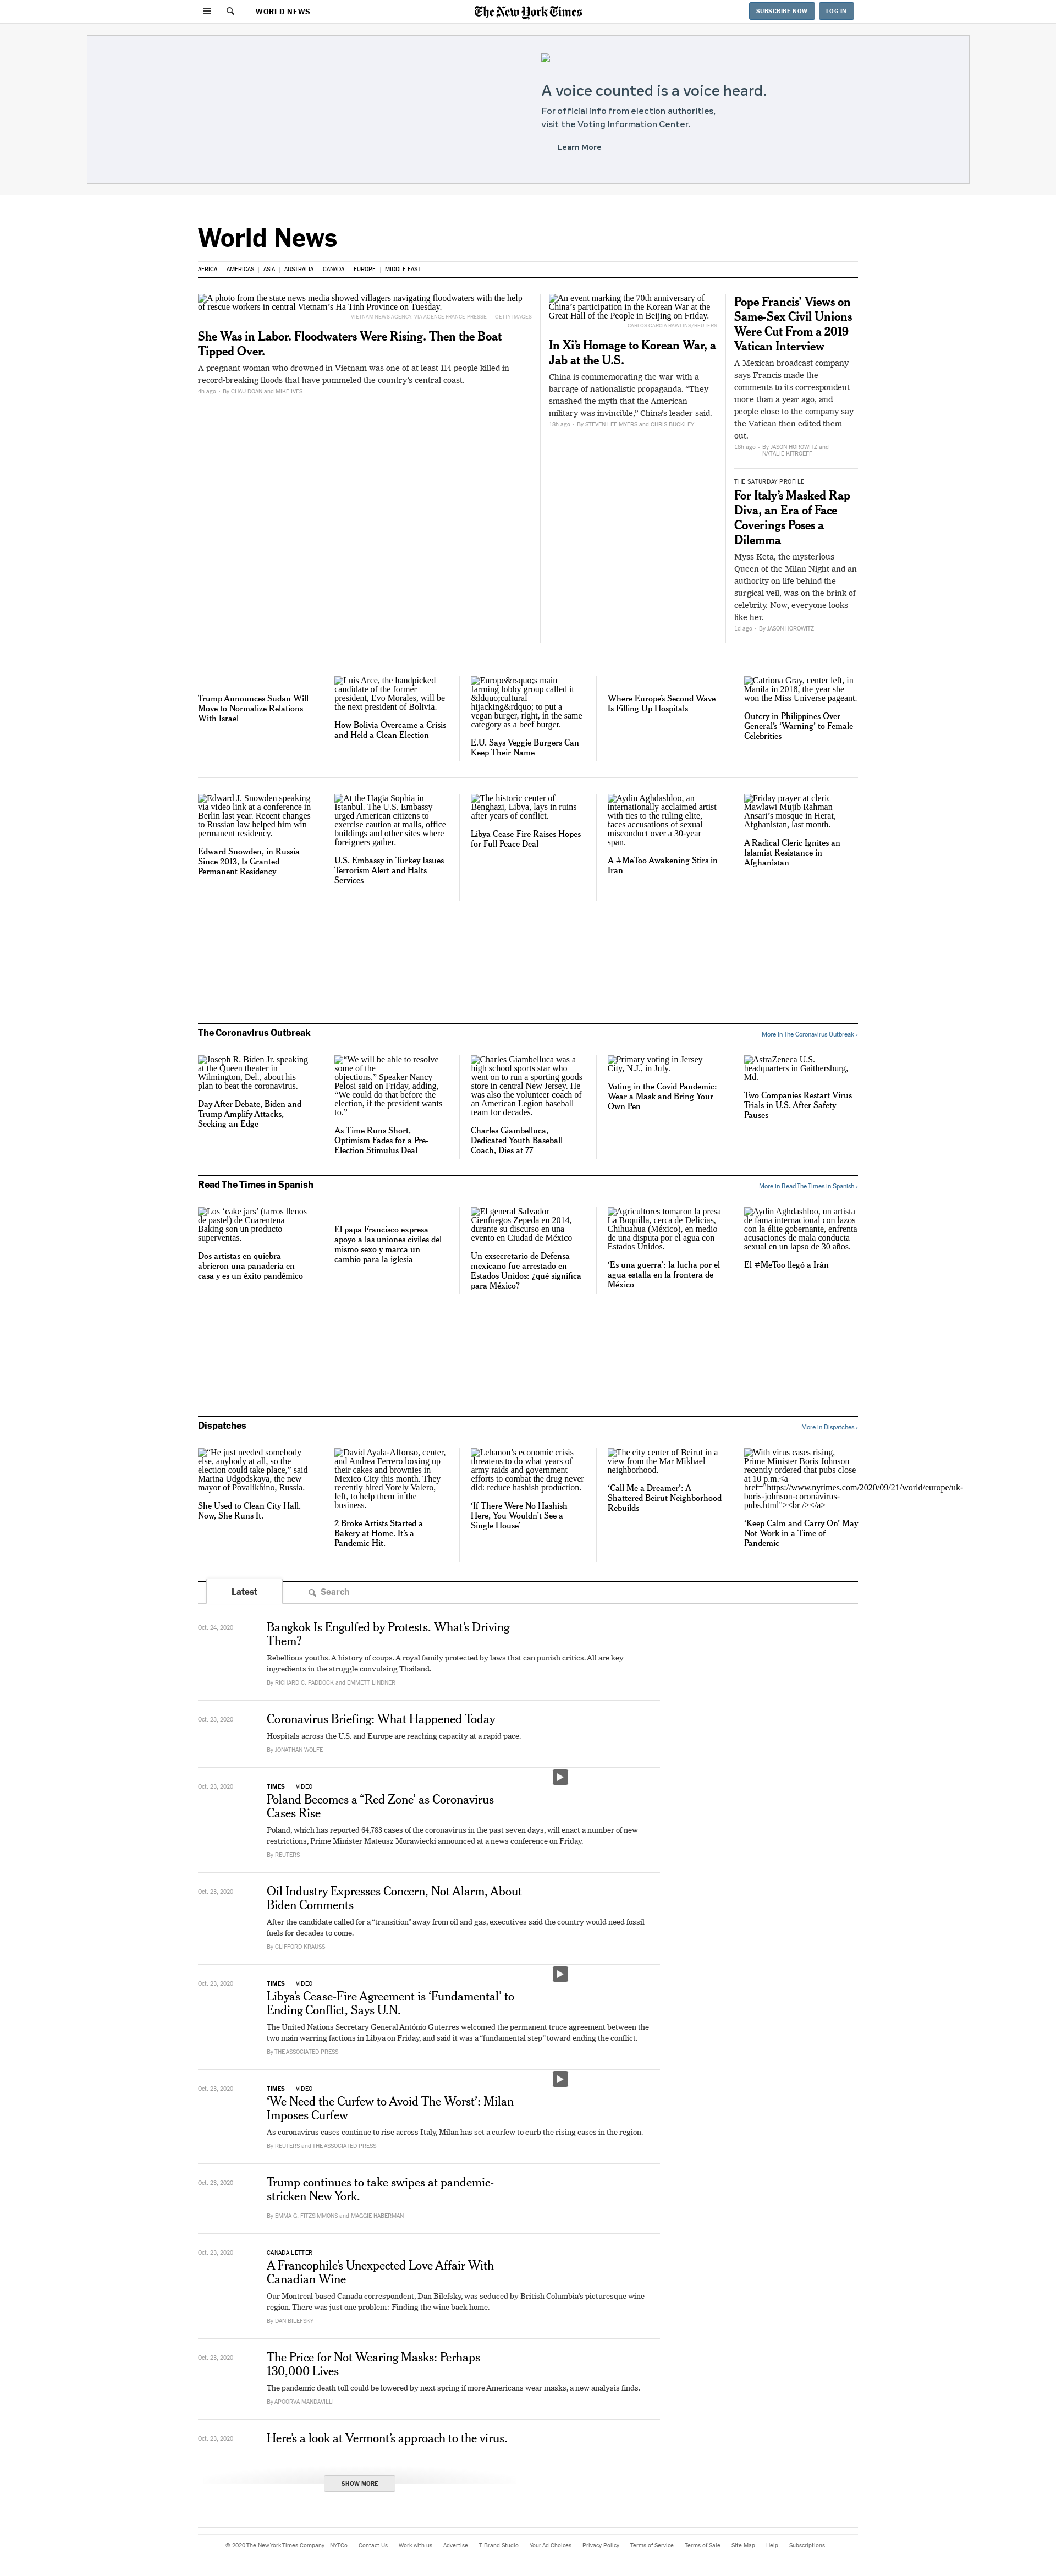 WORLD NEWS
The New York Times
SUBSCRIBE NOW
LOG IN
A voice counted is a voice heard.
For official info from election authorities,
visit the Voting Information Center.
Learn More
World News
AFRICA | AMERICAS | ASIA | AUSTRALIA | CANADA | EUROPE | MIDDLE EAST
A photo from the state news media showed villagers navigating floodwaters with the help
of rescue workers in central Vietnam's Ha Tinh Province on Tuesday.
VIETNAM NEWS AGENCY, VIA AGENCE FRANCE-PRESSE — GETTY IMAGES
She Was in Labor. Floodwaters Were Rising. Then the Boat
Tipped Over.
A pregnant woman who drowned in Vietnam was one of at least 114 people killed in
record-breaking floods that have pummeled the country's central coast.
4h ago · By CHAU DOAN and MIKE IVES
An event marking the 70th anniversary of
China's participation in the Korean War at the
Great Hall of the People in Beijing on Friday.
CARLOS GARCIA RAWLINS/REUTERS
In Xi's Homage to Korean War, a
Jab at the U.S.
China is commemorating the war with a
barrage of nationalistic propaganda. "They
smashed the myth that the American
military was invincible," China's leader said.
18h ago · By STEVEN LEE MYERS and CHRIS BUCKLEY
Pope Francis' Views on
Same-Sex Civil Unions
Were Cut From a 2019
Vatican Interview
A Mexican broadcast company
says Francis made the
comments to its correspondent
more than a year ago, and
people close to the company say
the Vatican then edited them
out.
18h ago · By JASON HOROWITZ and
NATALIE KITROEFF
THE SATURDAY PROFILE
For Italy's Masked Rap
Diva, an Era of Face
Coverings Poses a
Dilemma
Myss Keta, the mysterious
Queen of the Milan Night and an
authority on life behind the
surgical veil, was on the brink of
celebrity. Now, everyone looks
like her.
1d ago · By JASON HOROWITZ
Trump Announces Sudan Will
Move to Normalize Relations
With Israel
Luis Arce, the handpicked
candidate of the former
president, Evo Morales, will be
the next president of Bolivia.
How Bolivia Overcame a Crisis
and Held a Clean Election
Europe&rsquo;s main
farming lobby group called it
&ldquo;cultural
hijacking&rdquo; to put a
vegan burger, right, in the same
category as a beef burger.
E.U. Says Veggie Burgers Can
Keep Their Name
Where Europe's Second Wave
Is Filling Up Hospitals
Catriona Gray, center left, in
Manila in 2018, the year she
won the Miss Universe pageant.
Outcry in Philippines Over
General's 'Warning' to Female
Celebrities
Edward J. Snowden speaking
via video link at a conference in
Berlin last year. Recent changes
to Russian law helped him win
permanent residency.
Edward Snowden, in Russia
Since 2013, Is Granted
Permanent Residency
At the Hagia Sophia in
Istanbul. The U.S. Embassy
urged American citizens to
exercise caution at malls, office
buildings and other sites where
foreigners gather.
U.S. Embassy in Turkey Issues
Terrorism Alert and Halts
Services
The historic center of
Benghazi, Libya, lays in ruins
after years of conflict.
Libya Cease-Fire Raises Hopes
for Full Peace Deal
Aydin Aghdashloo, an
internationally acclaimed artist
with ties to the ruling elite,
faces accusations of sexual
misconduct over a 30-year
span.
A #MeToo Awakening Stirs in
Iran
Friday prayer at cleric
Mawlawi Mujib Rahman
Ansari's mosque in Herat,
Afghanistan, last month.
A Radical Cleric Ignites an
Islamist Resistance in
Afghanistan
The Coronavirus Outbreak
More in The Coronavirus Outbreak ›
Joseph R. Biden Jr. speaking
at the Queen theater in
Wilmington, Del., about his
plan to beat the coronavirus.
Day After Debate, Biden and
Trump Amplify Attacks,
Seeking an Edge
"We will be able to resolve
some of the
objections," Speaker Nancy
Pelosi said on Friday, adding,
"We could do that before the
election, if the president wants
to."
As Time Runs Short,
Optimism Fades for a Pre-
Election Stimulus Deal
Charles Giambelluca was a
high school sports star who
went on to run a sporting goods
store in central New Jersey. He
was also the volunteer coach of
an American Legion baseball
team for decades.
Charles Giambelluca,
Dedicated Youth Baseball
Coach, Dies at 77
Primary voting in Jersey
City, N.J., in July.
Voting in the Covid Pandemic:
Wear a Mask and Bring Your
Own Pen
AstraZeneca U.S.
headquarters in Gaithersburg,
Md.
Two Companies Restart Virus
Trials in U.S. After Safety
Pauses
Read The Times in Spanish
More in Read The Times in Spanish ›
Los 'cake jars' (tarros llenos
de pastel) de Cuarentena
Baking son un producto
superventas.
Dos artistas en quiebra
abrieron una panadería en
casa y es un éxito pandémico
El papa Francisco expresa
apoyo a las uniones civiles del
mismo sexo y marca un
cambio para la iglesia
El general Salvador
Cienfuegos Zepeda en 2014,
durante su discurso en una
evento en Ciudad de México
Un exsecretario de Defensa
mexicano fue arrestado en
Estados Unidos: ¿qué significa
para México?
Agricultores tomaron la presa
La Boquilla, cerca de Delicias,
Chihuahua (México), en medio
de una disputa por el agua con
Estados Unidos.
'Es una guerra': la lucha por el
agua estalla en la frontera de
México
Aydin Aghdashloo, un artista
de fama internacional con lazos
con la élite gobernante, enfrenta
acusaciones de mala conducta
sexual en un lapso de 30 años.
El #MeToo llegó a Irán
Dispatches
More in Dispatches ›
"He just needed somebody
else, anybody at all, so the
election could take place," said
Marina Udgodskaya, the new
mayor of Povalikhino, Russia.
She Used to Clean City Hall.
Now, She Runs It.
David Ayala-Alfonso, center,
and Andrea Ferrero boxing up
their cakes and brownies in
Mexico City this month. They
recently hired Yorely Valero,
left, to help them in the
business.
2 Broke Artists Started a
Bakery at Home. It's a
Pandemic Hit.
Lebanon's economic crisis
threatens to do what years of
army raids and government
efforts to combat the drug never
did: reduce hashish production.
'If There Were No Hashish
Here, You Wouldn't See a
Single House'
The city center of Beirut in a
view from the Mar Mikhael
neighborhood.
'Call Me a Dreamer': A
Shattered Beirut Neighborhood
Rebuilds
With virus cases rising,
Prime Minister Boris Johnson
recently ordered that pubs close
at 10 p.m.<a
href="https://www.nytimes.com/2020/09/21/world/europe/uk-
boris-johnson-coronavirus-
pubs.html"><br /></a>
'Keep Calm and Carry On' May
Not Work in a Time of
Pandemic
Latest
Search
Oct. 24, 2020
Bangkok Is Engulfed by Protests. What's Driving
Them?
Rebellious youths. A history of coups. A royal family protected by laws that can punish critics. All are key
ingredients in the struggle convulsing Thailand.
By RICHARD C. PADDOCK and EMMETT LINDNER
Oct. 23, 2020
Coronavirus Briefing: What Happened Today
Hospitals across the U.S. and Europe are reaching capacity at a rapid pace.
By JONATHAN WOLFE
Oct. 23, 2020
TIMES | VIDEO
Poland Becomes a "Red Zone' as Coronavirus
Cases Rise
Poland, which has reported 64,783 cases of the coronavirus in the past seven days, will enact a number of new
restrictions, Prime Minister Mateusz Morawiecki announced at a news conference on Friday.
By REUTERS
Oct. 23, 2020
Oil Industry Expresses Concern, Not Alarm, About
Biden Comments
After the candidate called for a "transition" away from oil and gas, executives said the country would need fossil
fuels for decades to come.
By CLIFFORD KRAUSS
Oct. 23, 2020
TIMES | VIDEO
Libya's Cease-Fire Agreement is 'Fundamental' to
Ending Conflict, Says U.N.
The United Nations Secretary General António Guterres welcomed the permanent truce agreement between the
two main warring factions in Libya on Friday, and said it was a "fundamental step" toward ending the conflict.
By THE ASSOCIATED PRESS
Oct. 23, 2020
TIMES | VIDEO
'We Need the Curfew to Avoid The Worst': Milan
Imposes Curfew
As coronavirus cases continue to rise across Italy, Milan has set a curfew to curb the rising cases in the region.
By REUTERS and THE ASSOCIATED PRESS
Oct. 23, 2020
Trump continues to take swipes at pandemic-
stricken New York.
By EMMA G. FITZSIMMONS and MAGGIE HABERMAN
Oct. 23, 2020
CANADA LETTER
A Francophile's Unexpected Love Affair With
Canadian Wine
Our Montreal-based Canada correspondent, Dan Bilefsky, was seduced by British Columbia's picturesque wine
region. There was just one problem: Finding the wine back home.
By DAN BILEFSKY
Oct. 23, 2020
The Price for Not Wearing Masks: Perhaps
130,000 Lives
The pandemic death toll could be lowered by next spring if more Americans wear masks, a new analysis finds.
By APOORVA MANDAVILLI
Oct. 23, 2020
Here's a look at Vermont's approach to the virus.
SHOW MORE
© 2020 The New York Times Company NYTCo Contact Us Work with us Advertise T Brand Studio Your Ad Choices Privacy Policy Terms of Service Terms of Sale Site Map Help Subscriptions